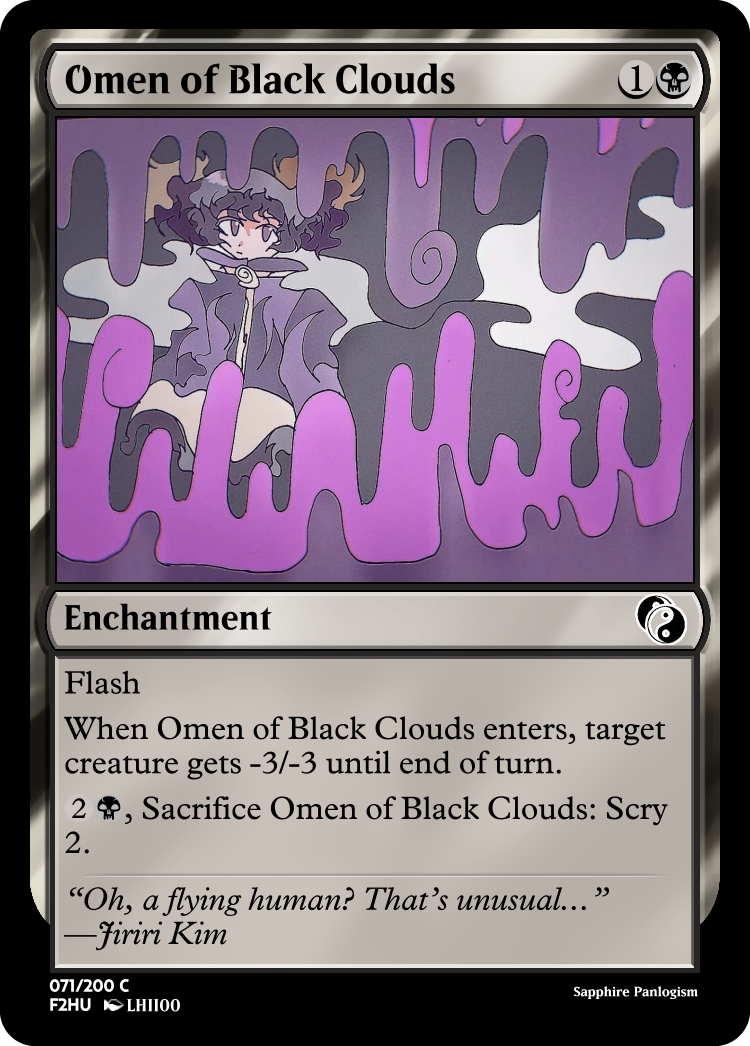 Omen of Black Clouds 1
Enchantment
Flash
When Omen of Black Clouds enters, target
creature gets -3/-3 until end of turn.
2 , Sacrifice Omen of Black Clouds: Scry
2.
“Oh, a flying human? That’s unusual…”
—Jiriri Kim
071/200 C
F2HU LHII00
Sapphire Panlogism